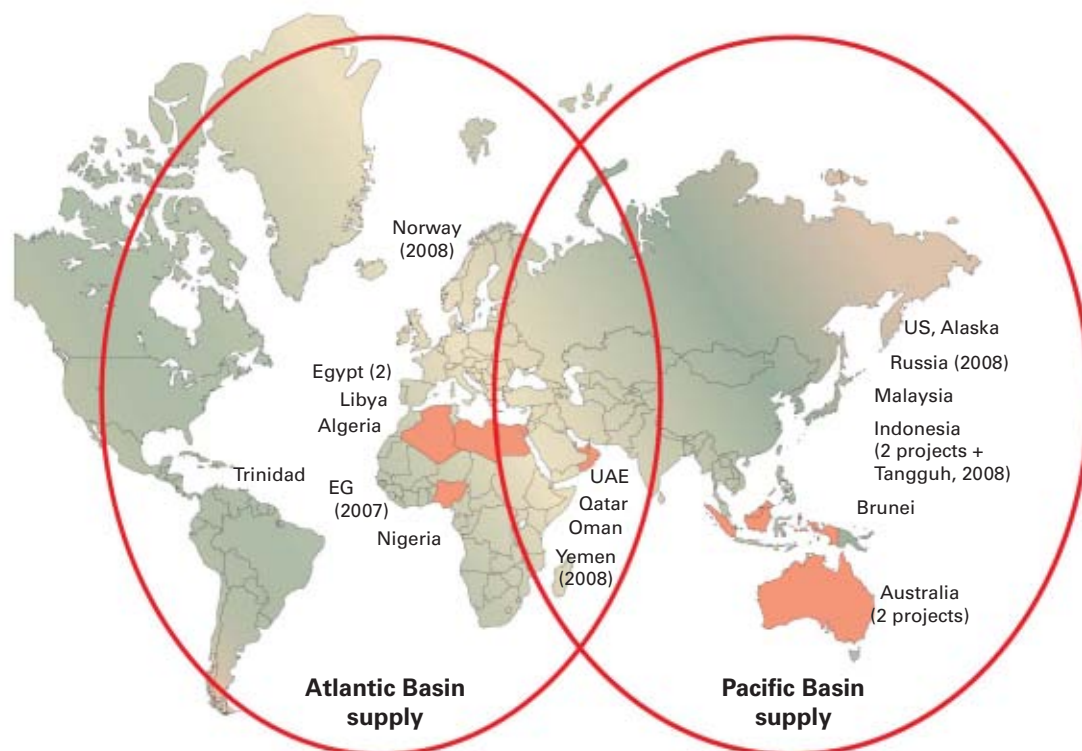 Norway
(2008)
Egypt (2)
Libya
Algeria
Trinidad
EG
(2007)
Nigeria
UAE
Qatar
Oman
Yemen
(2008)
US, Alaska
Russia (2008)
Malaysia
Indonesia
(2 projects +
Tangguh, 2008)
Brunei
Australia
(2 projects)
Atlantic Basin
supply
Pacific Basin
supply